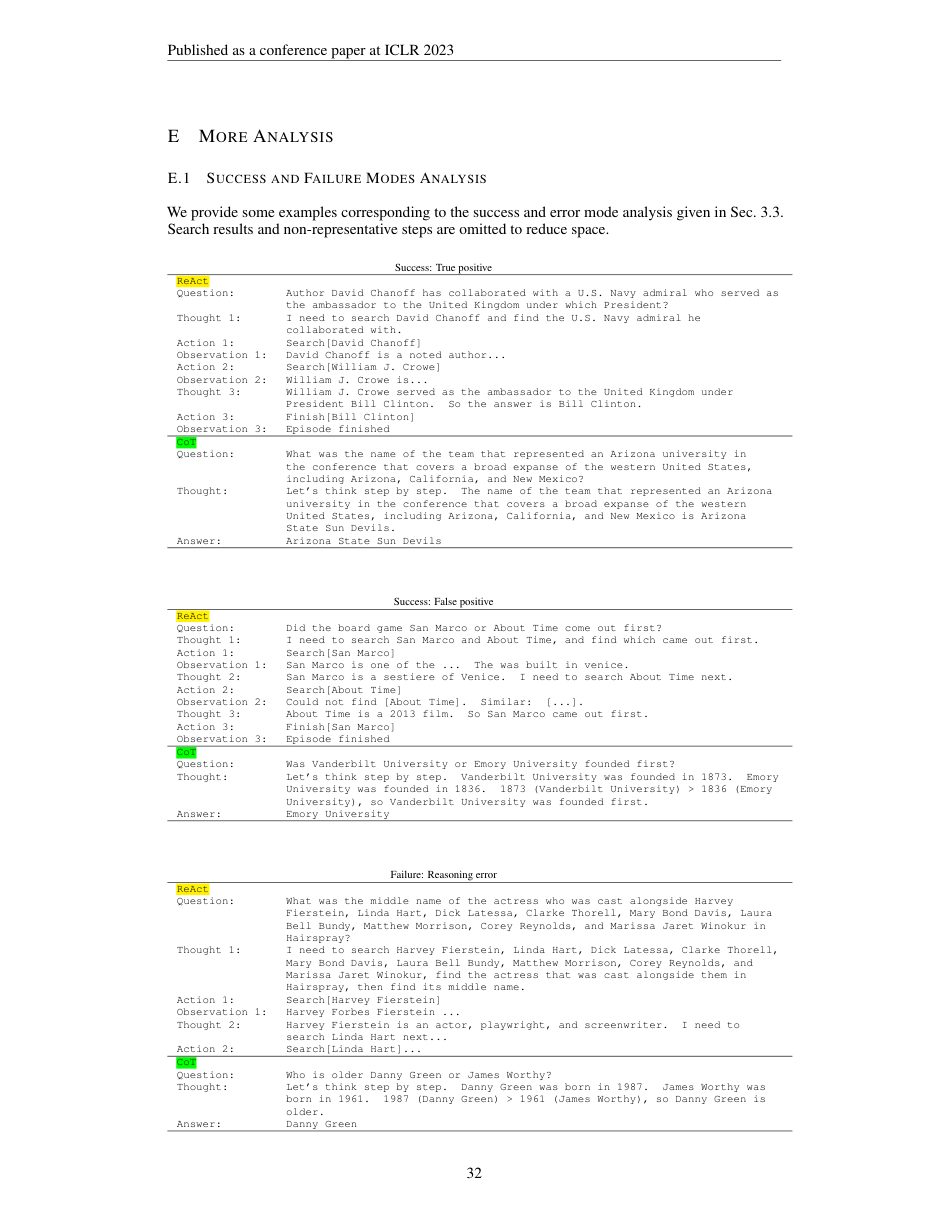 Published as a conference paper at ICLR 2023
E MORE ANALYSIS
E.1 SUCCESS AND FAILURE MODES ANALYSIS
We provide some examples corresponding to the success and error mode analysis given in Sec. 3.3.
Search results and non-representative steps are omitted to reduce space.
Success: True positive
ReAct
Question: Author David Chanoff has collaborated with a U.S. Navy admiral who served as
the ambassador to the United Kingdom under which President?
Thought 1: I need to search David Chanoff and find the U.S. Navy admiral he
collaborated with.
Action 1: Search[David Chanoff]
Observation 1: David Chanoff is a noted author...
Action 2: Search[William J. Crowe]
Observation 2: William J. Crowe is...
Thought 3: William J. Crowe served as the ambassador to the United Kingdom under
President Bill Clinton. So the answer is Bill Clinton.
Action 3: Finish[Bill Clinton]
Observation 3: Episode finished
CoT
Question: What was the name of the team that represented an Arizona university in
the conference that covers a broad expanse of the western United States,
including Arizona, California, and New Mexico?
Thought: Let's think step by step. The name of the team that represented an Arizona
university in the conference that covers a broad expanse of the western
United States, including Arizona, California, and New Mexico is Arizona
State Sun Devils.
Answer: Arizona State Sun Devils
Success: False positive
ReAct
Question: Did the board game San Marco or About Time come out first?
Thought 1: I need to search San Marco and About Time, and find which came out first.
Action 1: Search[San Marco]
Observation 1: San Marco is one of the ... The was built in venice.
Thought 2: San Marco is a sestiere of Venice. I need to search About Time next.
Action 2: Search[About Time]
Observation 2: Could not find [About Time]. Similar: [...].
Thought 3: About Time is a 2013 film. So San Marco came out first.
Action 3: Finish[San Marco]
Observation 3: Episode finished
CoT
Question: Was Vanderbilt University or Emory University founded first?
Thought: Let's think step by step. Vanderbilt University was founded in 1873. Emory
University was founded in 1836. 1873 (Vanderbilt University) > 1836 (Emory
University), so Vanderbilt University was founded first.
Answer: Emory University
Failure: Reasoning error
ReAct
Question: What was the middle name of the actress who was cast alongside Harvey
Fierstein, Linda Hart, Dick Latessa, Clarke Thorell, Mary Bond Davis, Laura
Bell Bundy, Matthew Morrison, Corey Reynolds, and Marissa Jaret Winokur in
Hairspray?
Thought 1: I need to search Harvey Fierstein, Linda Hart, Dick Latessa, Clarke Thorell,
Mary Bond Davis, Laura Bell Bundy, Matthew Morrison, Corey Reynolds, and
Marissa Jaret Winokur, find the actress that was cast alongside them in
Hairspray, then find its middle name.
Action 1: Search[Harvey Fierstein]
Observation 1: Harvey Forbes Fierstein ...
Thought 2: Harvey Fierstein is an actor, playwright, and screenwriter. I need to
search Linda Hart next...
Action 2: Search[Linda Hart]...
CoT
Question: Who is older Danny Green or James Worthy?
Thought: Let's think step by step. Danny Green was born in 1987. James Worthy was
born in 1961. 1987 (Danny Green) > 1961 (James Worthy), so Danny Green is
older.
Answer: Danny Green
32